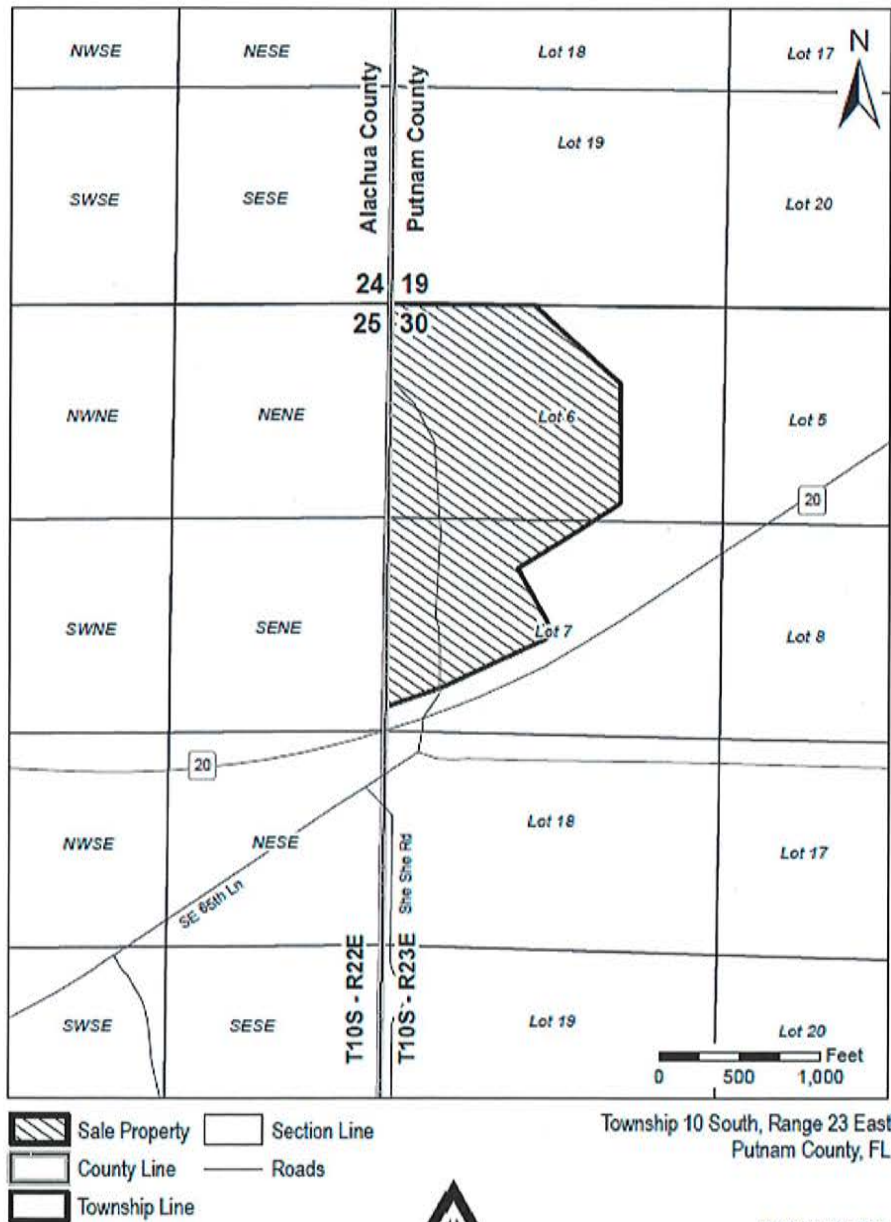 NWSE NESE Lot 18 Lot 17
N
Alachua County
Putnam County
Lot 19
SWSE SESE Lot 20
24 19
25 30
NWNE NENE Lot 6 Lot 5
20
SWNE SENE Lot 7 Lot 8
20
Lot 18
NWSE NESE Lot 17
SE 65th Ln
She She Rd
T10S - R22E
T10S - R23E
SWSE SESE Lot 19 Lot 20
Feet
0 500 1,000
Sale Property Section Line
County Line Roads
Township Line
Township 10 South, Range 23 East
Putnam County, FL